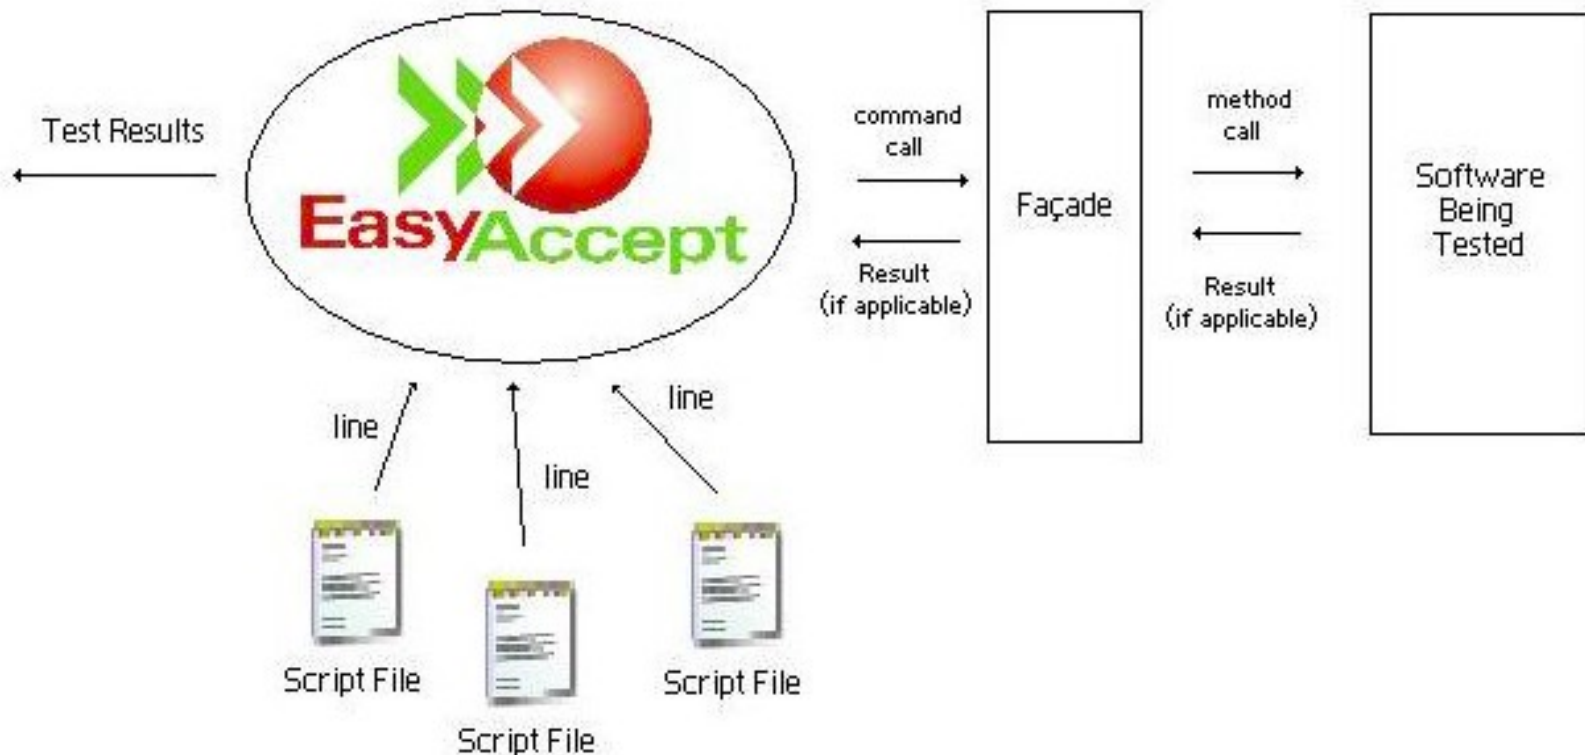 Test Results
EasyAccept
command
call
Result
(if applicable)
Façade
method
call
Result
(if applicable)
Software
Being
Tested
line
line
line
Script File
Script File
Script File